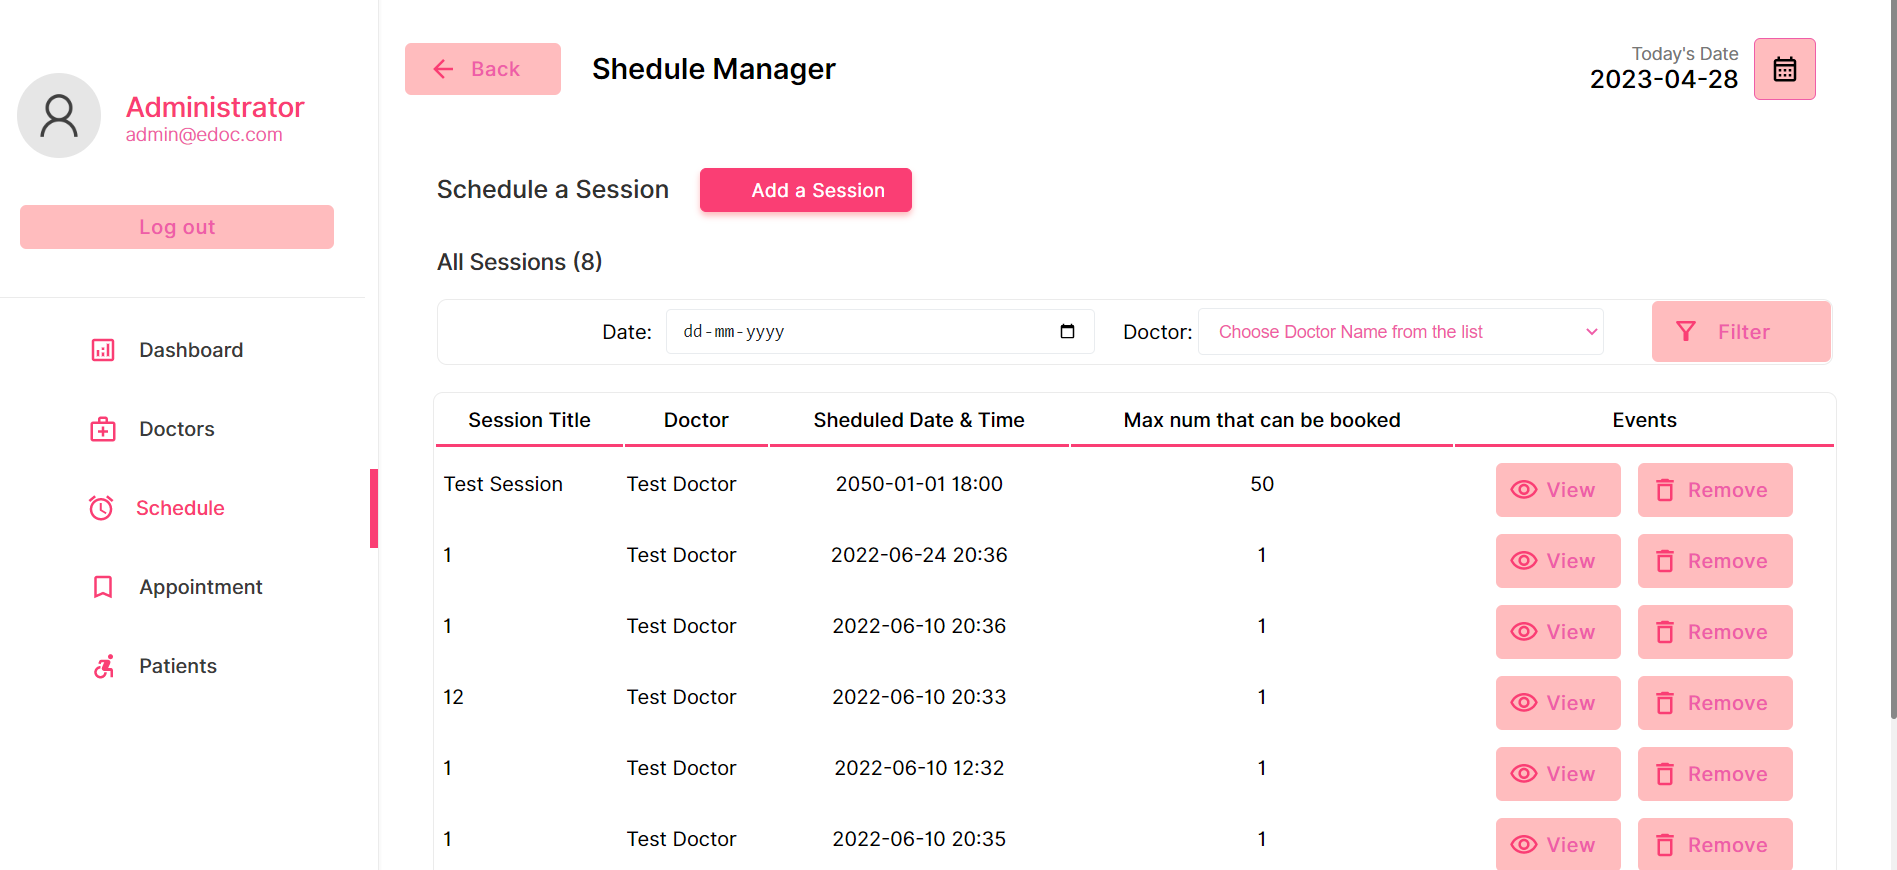 Administrator
admin@edoc.com
Log out
Dashboard
Doctors
Schedule
Appointment
Patients
Back
Shedule Manager
Today's Date
2023-04-28
Schedule a Session
Add a Session
All Sessions (8)
Date: dd-mm-yyyy Doctor: Choose Doctor Name from the list Filter
Session Title Doctor Sheduled Date & Time Max num that can be booked Events
Test Session Test Doctor 2050-01-01 18:00 50 View Remove
1 Test Doctor 2022-06-24 20:36 1 View Remove
1 Test Doctor 2022-06-10 20:36 1 View Remove
12 Test Doctor 2022-06-10 20:33 1 View Remove
1 Test Doctor 2022-06-10 12:32 1 View Remove
1 Test Doctor 2022-06-10 20:35 1 View Remove